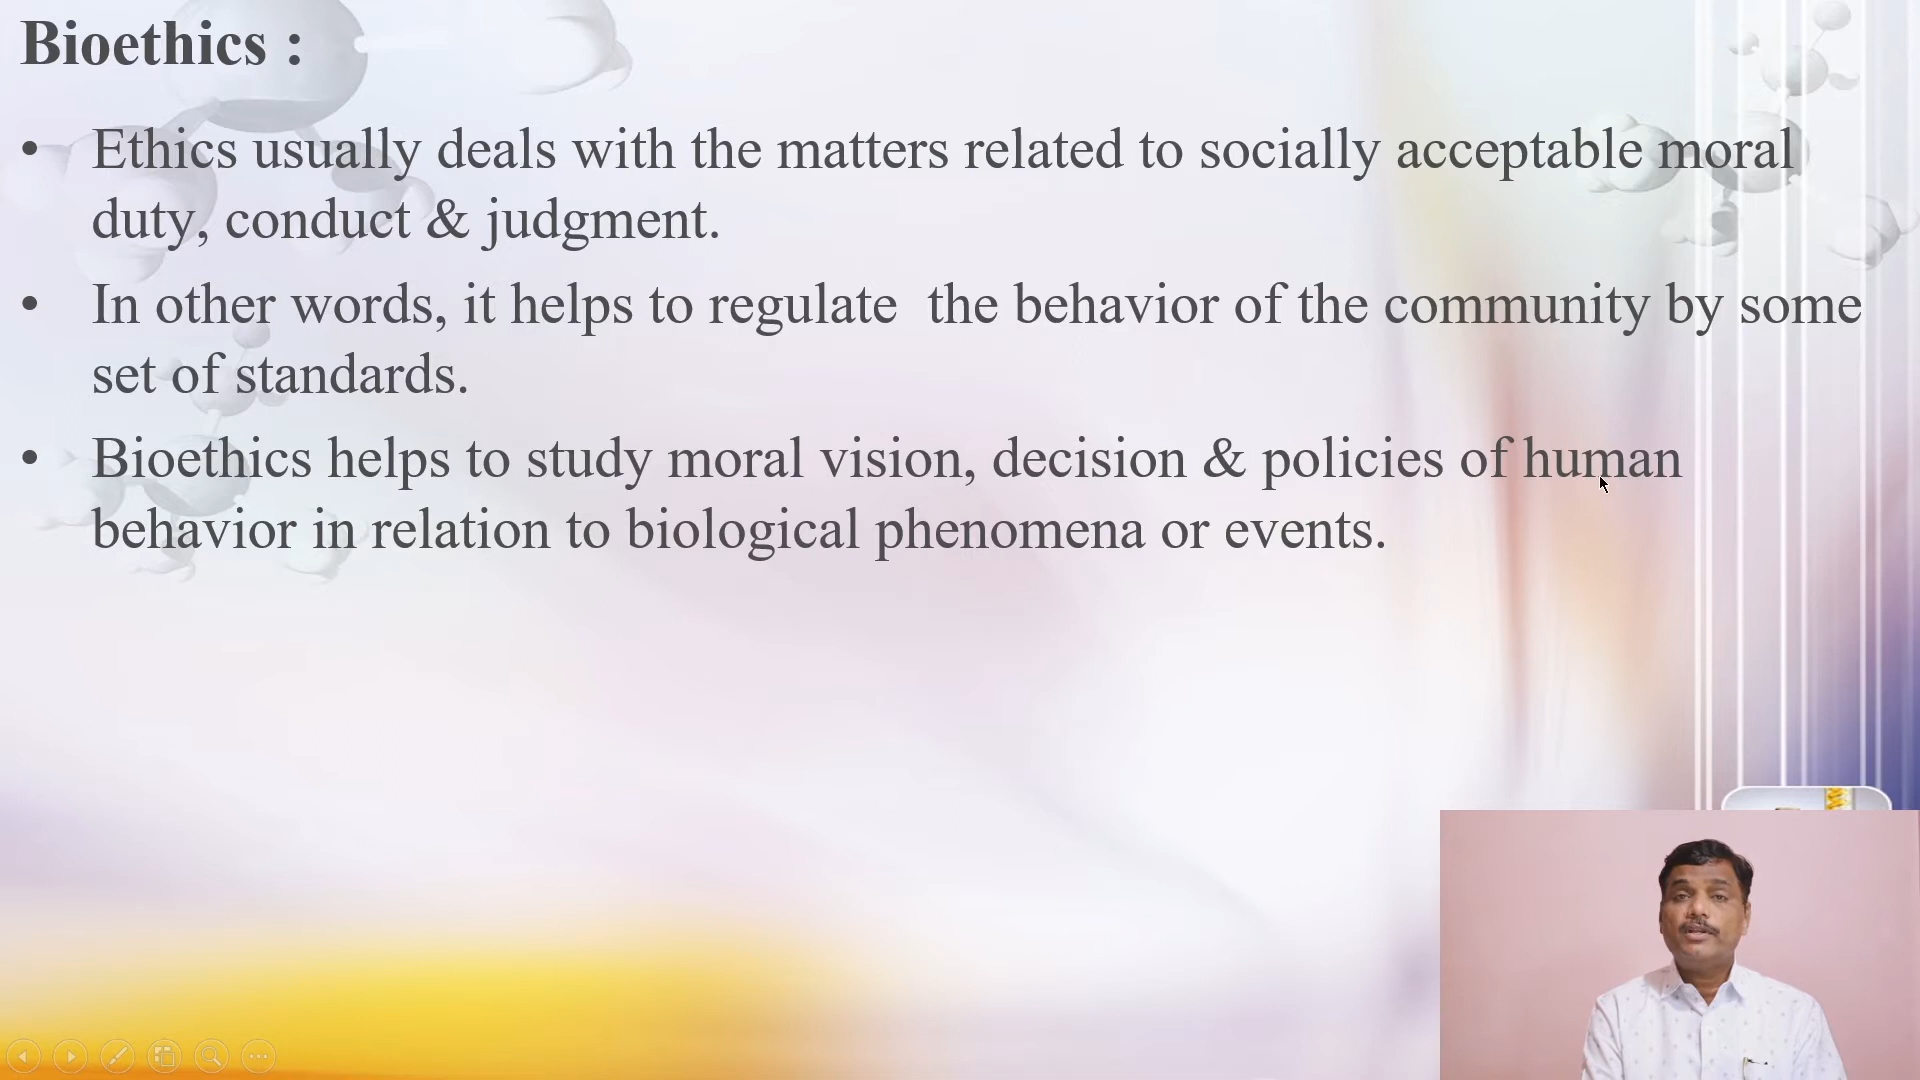 Bioethics :
• Ethics usually deals with the matters related to socially acceptable moral
duty, conduct & judgment.
• In other words, it helps to regulate  the behavior of the community by some
set of standards.
• Bioethics helps to study moral vision, decision & policies of human
behavior in relation to biological phenomena or events.